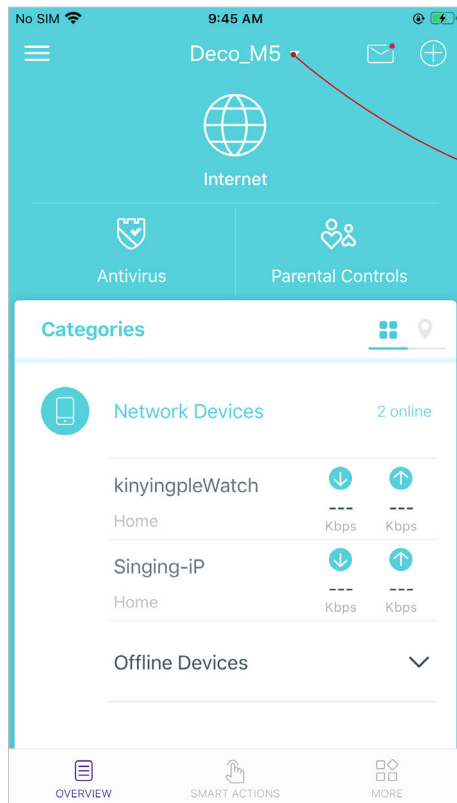 No SIM 9:45 AM
Deco_M5
Internet
Antivirus Parental Controls
Categories
Network Devices 2 online
kinyingpleWatch
Home
--- ---
Kbps Kbps
Singing-iP
Home
--- ---
Kbps Kbps
Offline Devices
OVERVIEW SMART ACTIONS MORE